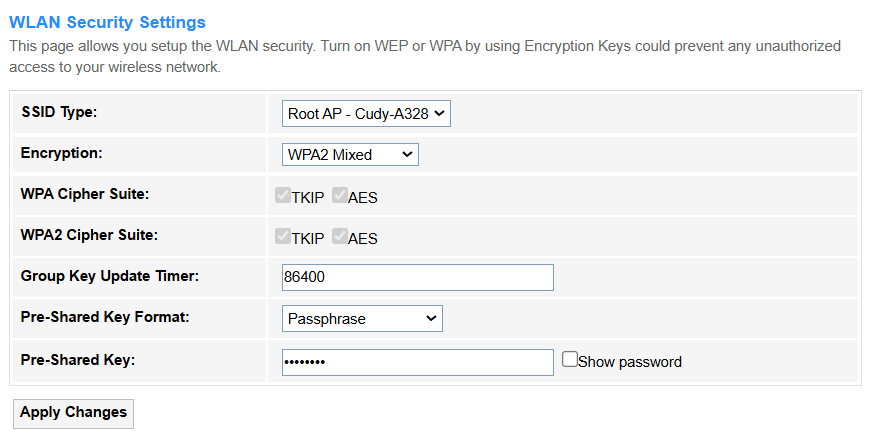 WLAN Security Settings
This page allows you setup the WLAN security. Turn on WEP or WPA by using Encryption Keys could prevent any unauthorized
access to your wireless network.
SSID Type: Root AP - Cudy-A328
Encryption: WPA2 Mixed
WPA Cipher Suite: TKIP AES
WPA2 Cipher Suite: TKIP AES
Group Key Update Timer: 86400
Pre-Shared Key Format: Passphrase
Pre-Shared Key: •••••••• Show password
Apply Changes